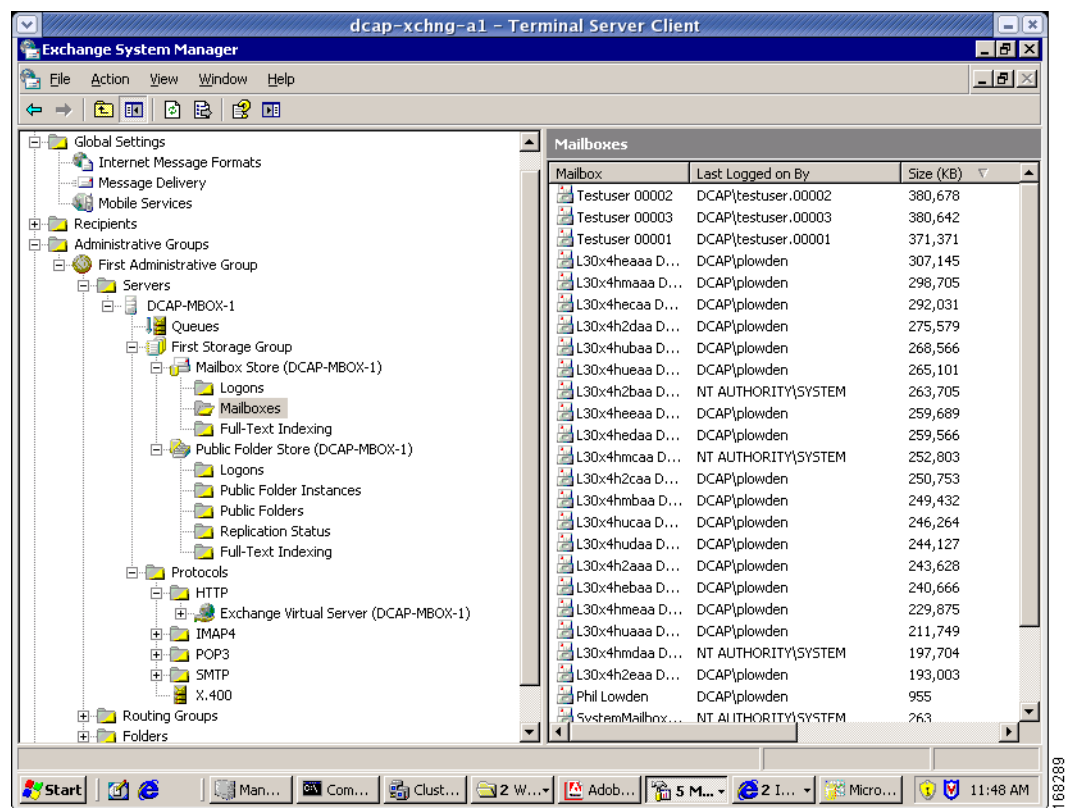 dcap-xchng-a1 - Terminal Server Client
Exchange System Manager
File Action View Window Help
Global Settings
Internet Message Formats
Message Delivery
Mobile Services
Recipients
Administrative Groups
First Administrative Group
Servers
DCAP-MBOX-1
Queues
First Storage Group
Mailbox Store (DCAP-MBOX-1)
Logons
Mailboxes
Full-Text Indexing
Public Folder Store (DCAP-MBOX-1)
Logons
Public Folder Instances
Public Folders
Replication Status
Full-Text Indexing
Protocols
HTTP
Exchange Virtual Server (DCAP-MBOX-1)
IMAP4
POP3
SMTP
X.400
Routing Groups
Folders
Mailboxes
Mailbox Last Logged on By Size (KB)
Testuser 00002 DCAP\testuser.00002 380,678
Testuser 00003 DCAP\testuser.00003 380,642
Testuser 00001 DCAP\testuser.00001 371,371
L30x4heaaa D... DCAP\plowden 307,145
L30x4hmaaa D... DCAP\plowden 298,705
L30x4hecaa D... DCAP\plowden 292,031
L30x4h2daa D... DCAP\plowden 275,579
L30x4hubaa D... DCAP\plowden 268,566
L30x4hueaa D... DCAP\plowden 265,101
L30x4h2baa D... NT AUTHORITY\SYSTEM 263,705
L30x4heeaa D... DCAP\plowden 259,689
L30x4hedaa D... DCAP\plowden 259,566
L30x4hmcaa D... NT AUTHORITY\SYSTEM 252,803
L30x4h2caa D... DCAP\plowden 250,753
L30x4hmbaa D... DCAP\plowden 249,432
L30x4hucaa D... DCAP\plowden 246,264
L30x4hudaa D... DCAP\plowden 244,127
L30x4h2aaa D... DCAP\plowden 243,628
L30x4hebaa D... DCAP\plowden 240,666
L30x4hmeaa D... DCAP\plowden 229,875
L30x4huaaa D... DCAP\plowden 211,749
L30x4hmdaa D... NT AUTHORITY\SYSTEM 197,704
L30x4h2eaa D... DCAP\plowden 193,003
Phil Lowden DCAP\plowden 955
SystemMailbox... NT AUTHORITY\SYSTEM 263
Start Man... Com... Clust... 2 W... Adob... 5 M... 2 I... Micro... 11:48 AM
168289